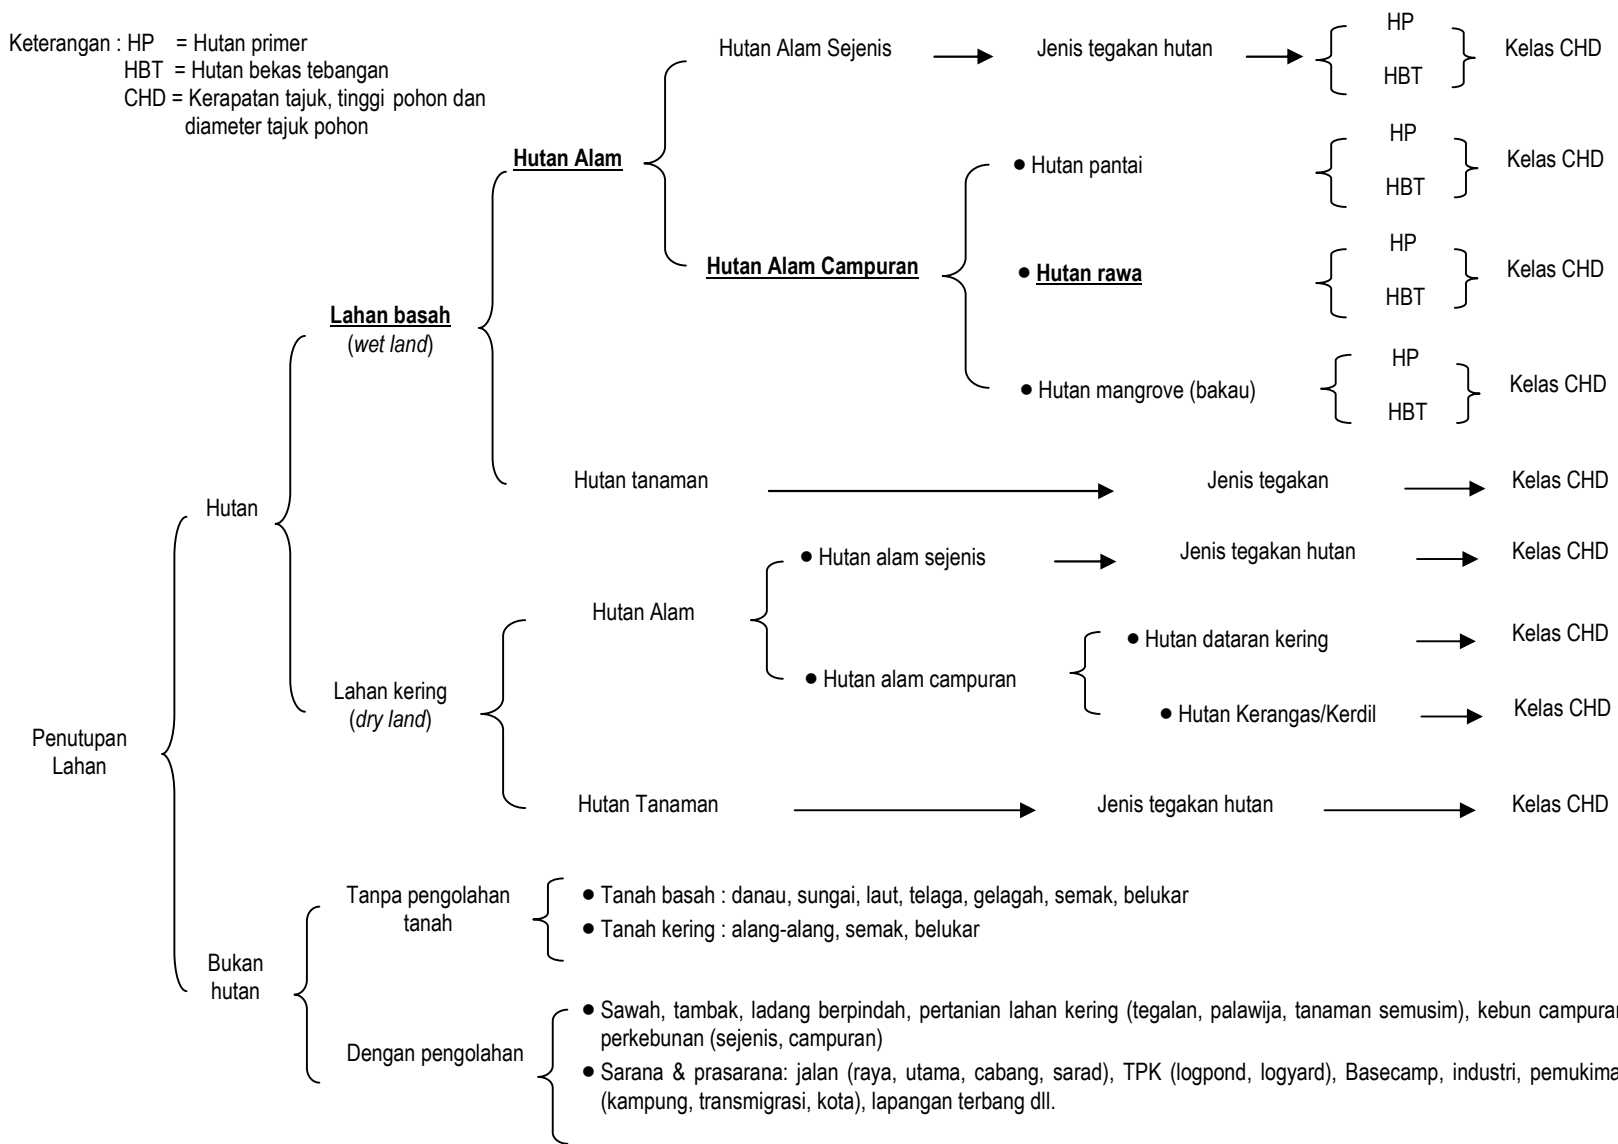 Keterangan : HP = Hutan primer
HBT = Hutan bekas tebangan
CHD = Kerapatan tajuk, tinggi pohon dan
diameter tajuk pohon
Penutupan
Lahan
Hutan
Lahan basah
(wet land)
Hutan Alam
Hutan Alam Sejenis
Jenis tegakan hutan
HP
HBT
Kelas CHD
Hutan Alam Campuran
● Hutan pantai
HP
HBT
Kelas CHD
● Hutan rawa
HP
HBT
Kelas CHD
● Hutan mangrove (bakau)
HP
HBT
Kelas CHD
Hutan tanaman
Jenis tegakan
Kelas CHD
Lahan kering
(dry land)
Hutan Alam
● Hutan alam sejenis
Jenis tegakan hutan
Kelas CHD
● Hutan alam campuran
● Hutan dataran kering
Kelas CHD
● Hutan Kerangas/Kerdil
Kelas CHD
Hutan Tanaman
Jenis tegakan hutan
Kelas CHD
Bukan
hutan
Tanpa pengolahan
tanah
● Tanah basah : danau, sungai, laut, telaga, gelagah, semak, belukar
● Tanah kering : alang-alang, semak, belukar
Dengan pengolahan
● Sawah, tambak, ladang berpindah, pertanian lahan kering (tegalan, palawija, tanaman semusim), kebun campuran
perkebunan (sejenis, campuran)
● Sarana & prasarana: jalan (raya, utama, cabang, sarad), TPK (logpond, logyard), Basecamp, industri, pemukima
(kampung, transmigrasi, kota), lapangan terbang dll.